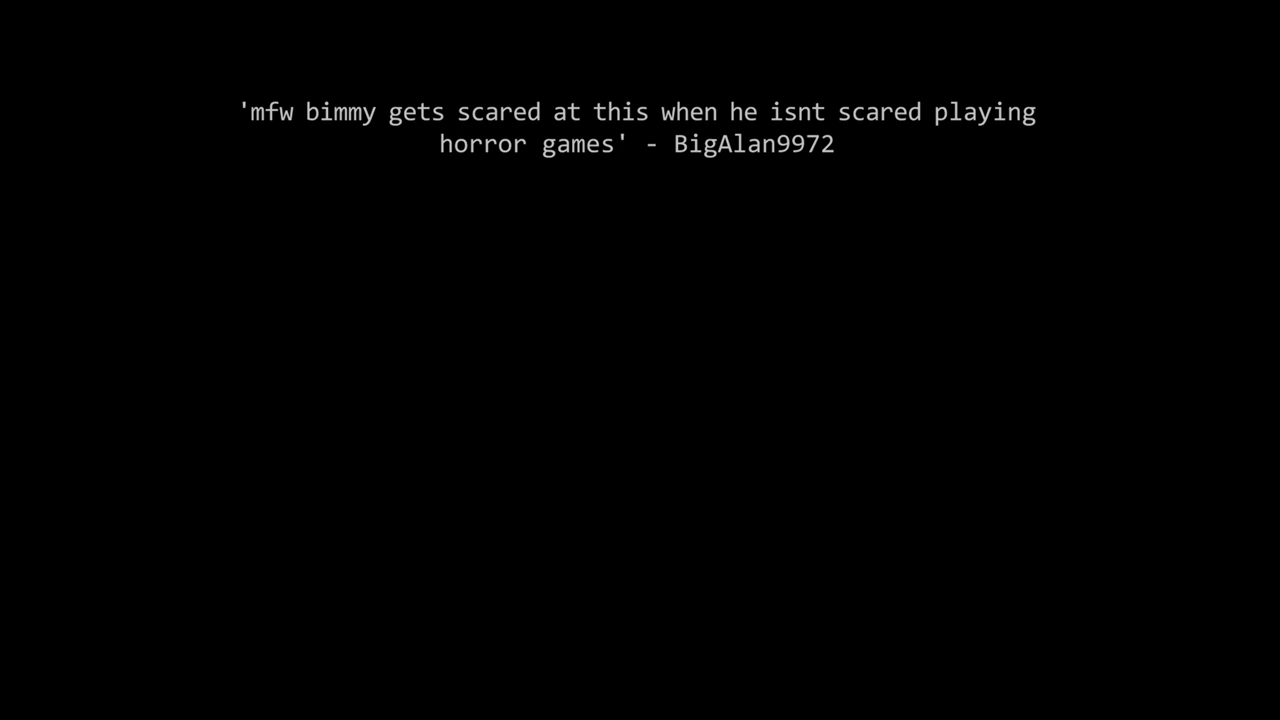 'mfw bimmy gets scared at this when he isnt scared playing
horror games' - BigAlan9972